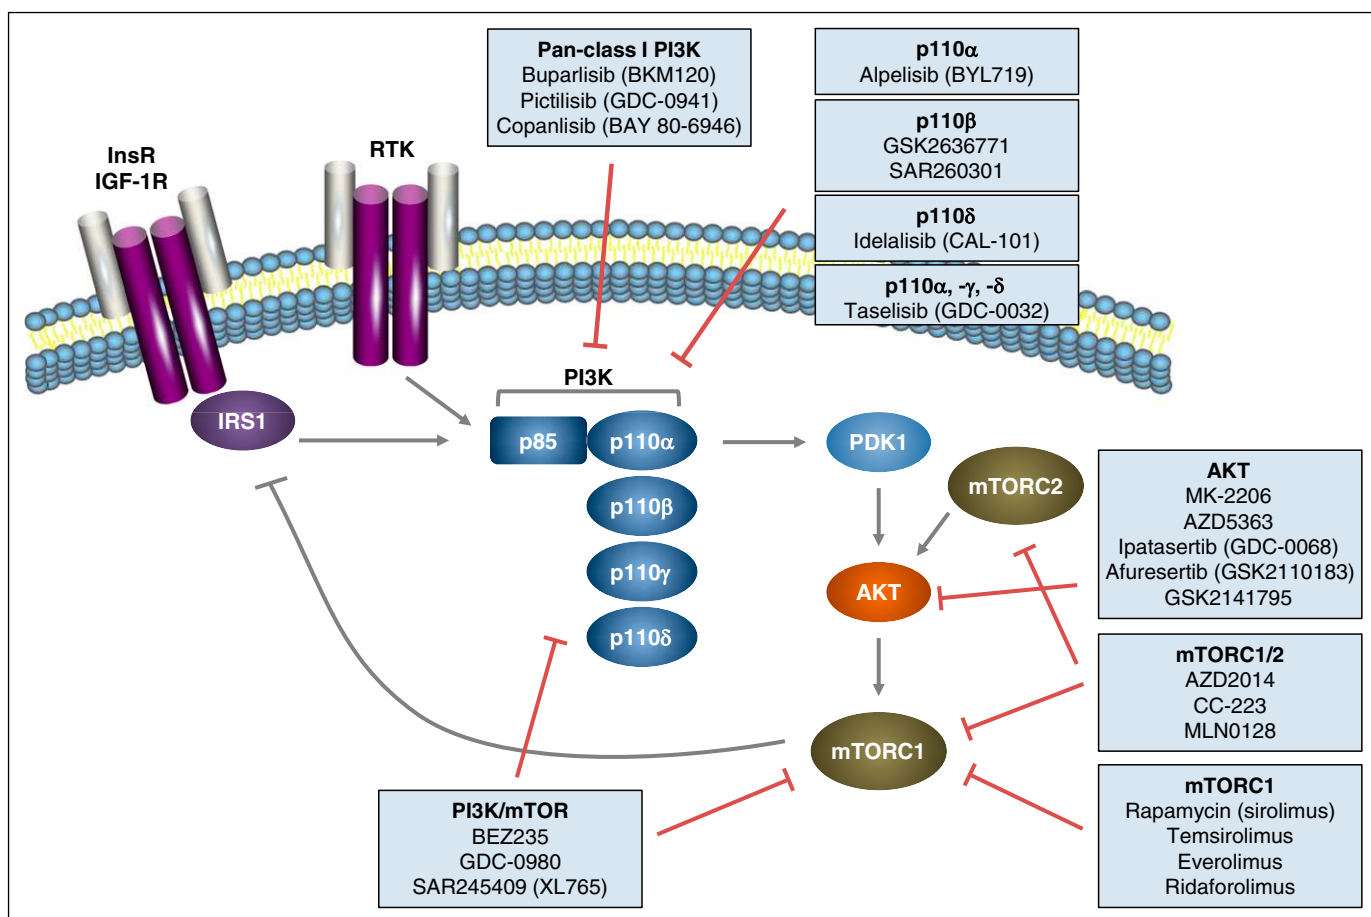 Pan-class I PI3K
Buparlisib (BKM120)
Pictilisib (GDC-0941)
Copanlisib (BAY 80-6946)
p110α
Alpelisib (BYL719)
p110β
GSK2636771
SAR260301
p110δ
Idelalisib (CAL-101)
p110α, -γ, -δ
Taselisib (GDC-0032)
InsR
IGF-1R
RTK
PI3K
IRS1
p85
p110α
p110β
p110γ
p110δ
PDK1
mTORC2
AKT
mTORC1
AKT
MK-2206
AZD5363
Ipatasertib (GDC-0068)
Afuresertib (GSK2110183)
GSK2141795
mTORC1/2
AZD2014
CC-223
MLN0128
mTORC1
Rapamycin (sirolimus)
Temsirolimus
Everolimus
Ridaforolimus
PI3K/mTOR
BEZ235
GDC-0980
SAR245409 (XL765)